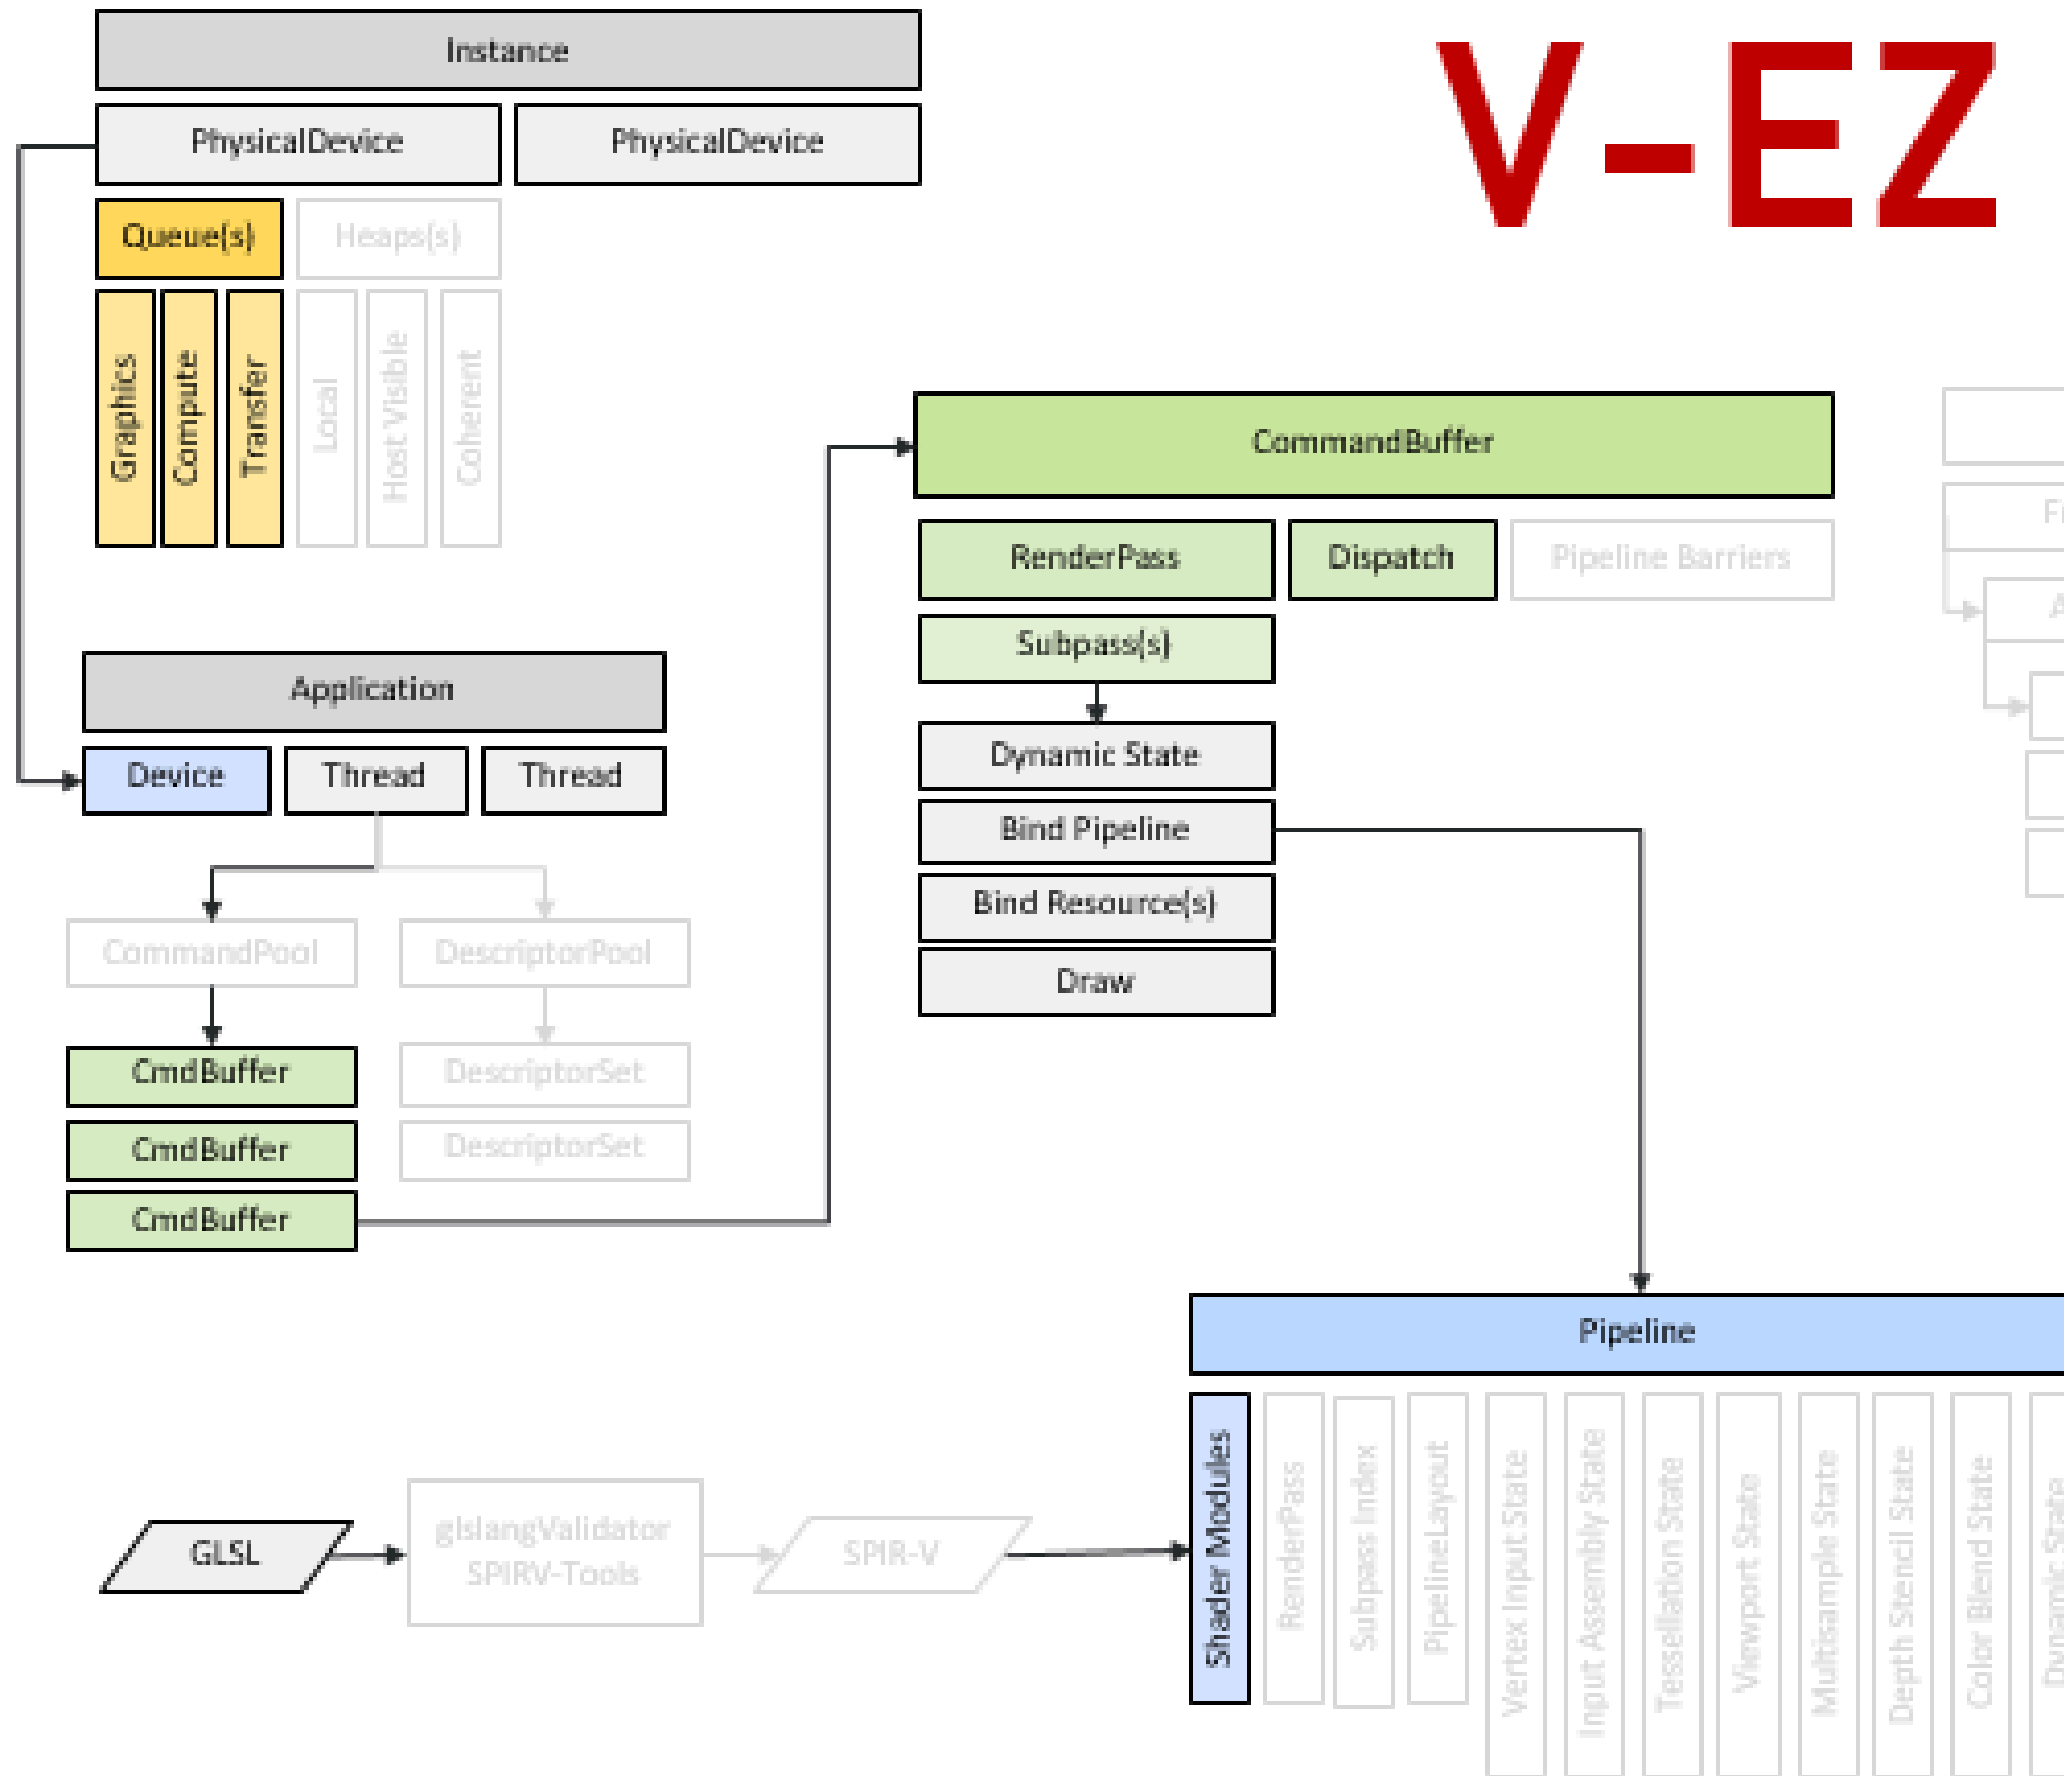 V-EZ
Instance
PhysicalDevice
PhysicalDevice
Queue(s)
Heaps(s)
Graphics
Compute
Transfer
Local
Host Visible
Coherent
Application
Device
Thread
Thread
CommandPool
DescriptorPool
CmdBuffer
DescriptorSet
CmdBuffer
DescriptorSet
CmdBuffer
CommandBuffer
RenderPass
Dispatch
Pipeline Barriers
Subpass(s)
Dynamic State
Bind Pipeline
Bind Resource(s)
Draw
Pipeline
Shader Modules
RenderPass
Subpass Index
PipelineLayout
Vertex Input State
Input Assembly State
Tessellation State
Viewport State
Multisample State
Depth Stencil State
Color Blend State
Dynamic State
GLSL
glslangValidator
SPIRV-Tools
SPIR-V